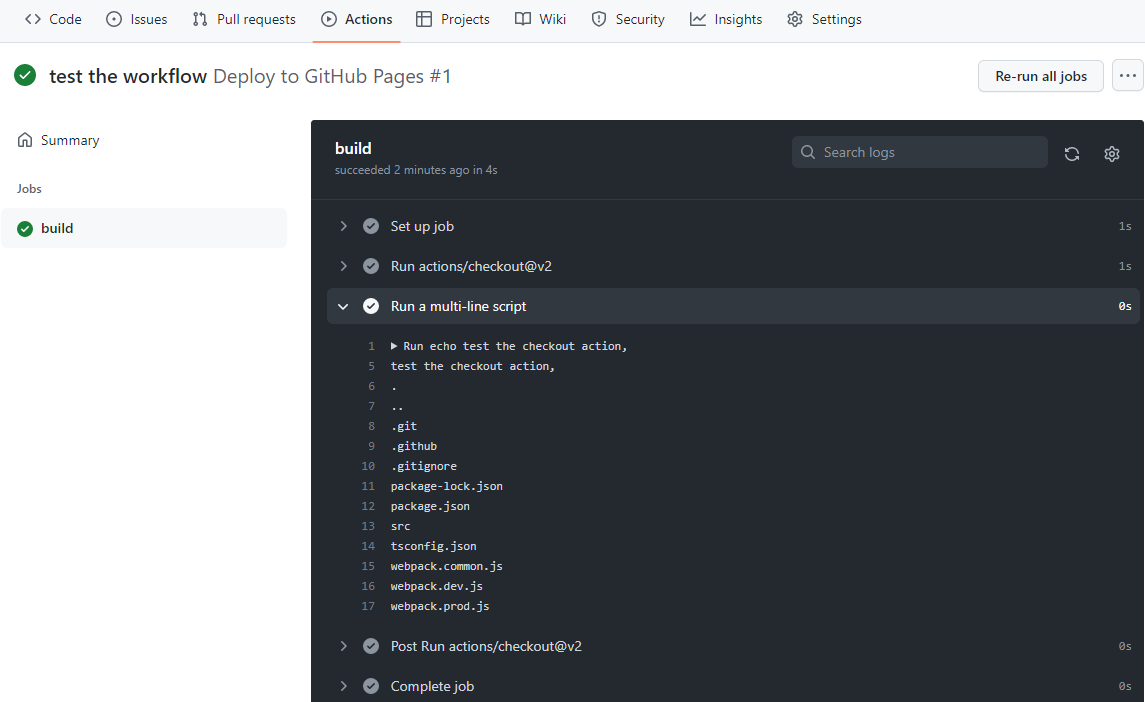 Code Issues Pull requests Actions Projects Wiki Security Insights Settings
test the workflow Deploy to GitHub Pages #1
Re-run all jobs
Summary
Jobs
build
build
succeeded 2 minutes ago in 4s
Search logs
Set up job 1s
Run actions/checkout@v2 1s
Run a multi-line script 0s
1 Run echo test the checkout action,
5 test the checkout action,
6 .
7 ..
8 .git
9 .github
10 .gitignore
11 package-lock.json
12 package.json
13 src
14 tsconfig.json
15 webpack.common.js
16 webpack.dev.js
17 webpack.prod.js
Post Run actions/checkout@v2 0s
Complete job 0s